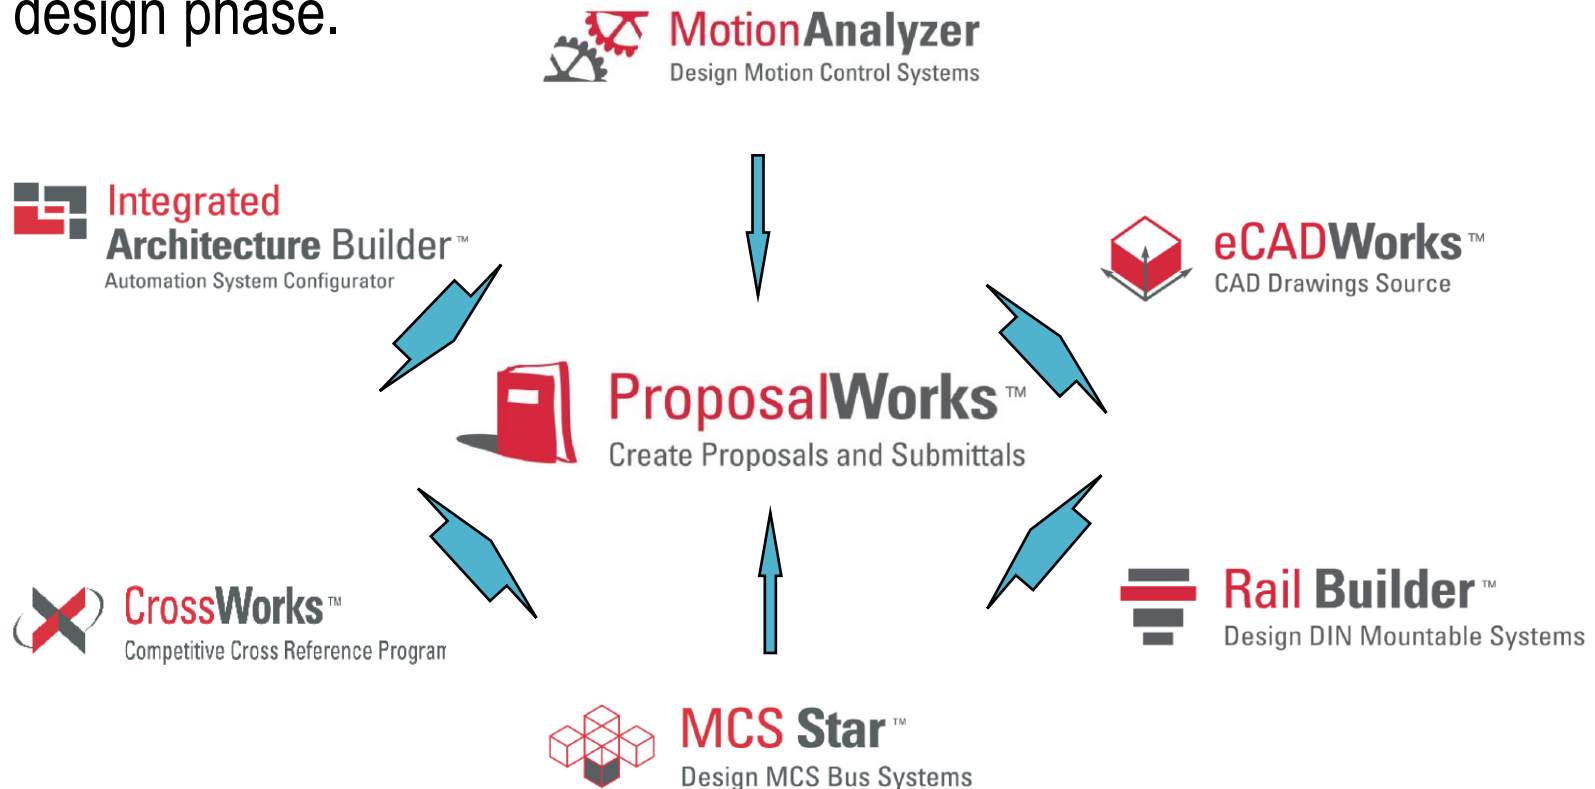 design phase.
MotionAnalyzer
Design Motion Control Systems
Integrated
Architecture Builder™
Automation System Configurator
eCADWorks™
CAD Drawings Source
ProposalWorks™
Create Proposals and Submittals
CrossWorks™
Competitive Cross Reference Program
Rail Builder™
Design DIN Mountable Systems
MCS Star™
Design MCS Bus Systems